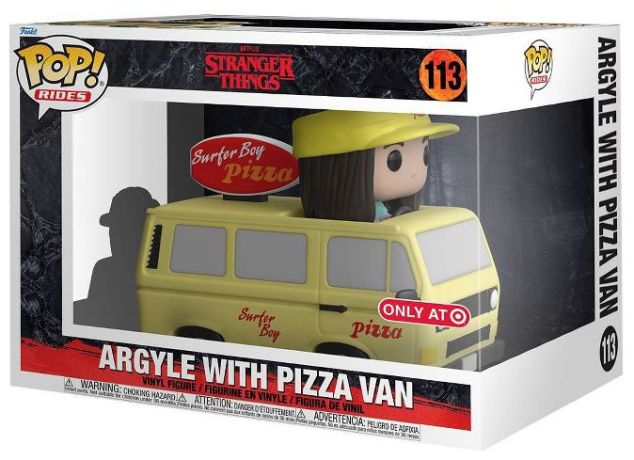 Funko
POP!
RIDES
NETFLIX
STRANGER
THINGS
113
POP!
RIDES
Surfer Boy
Pizza
Surfer
Boy
pizza
ONLY AT
ARGYLE WITH PIZZA VAN
VINYL FIGURE / FIGURINE EN VINYLE / FIGURA DE VINIL
WARNING: CHOKING HAZARD
ATTENTION: DANGER D'ÉTOUFFEMENT
ADVERTENCIA: PELIGRO DE ASFIXIA.
ARGYLE WITH PIZZA VAN
113